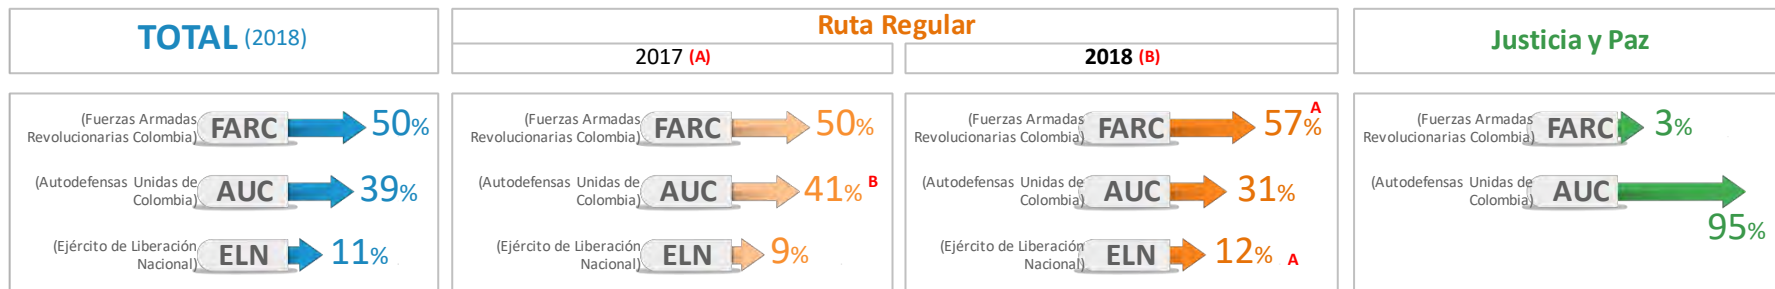 TOTAL (2018)
Ruta Regular
2017 (A)
2018 (B)
Justicia y Paz
(Fuerzas Armadas
Revolucionarias Colombia)
FARC
50%
(Autodefensas Unidas de
Colombia)
AUC
39%
(Ejército de Liberación
Nacional)
ELN
11%
(Fuerzas Armadas
Revolucionarias Colombia)
FARC
50%
(Autodefensas Unidas de
Colombia)
AUC
41% B
(Ejército de Liberación
Nacional)
ELN
9%
(Fuerzas Armadas
Revolucionarias Colombia)
FARC
57% A
(Autodefensas Unidas de
Colombia)
AUC
31%
(Ejército de Liberación
Nacional)
ELN
12% A
(Fuerzas Armadas
Revolucionarias Colombia)
FARC
3%
(Autodefensas Unidas de
Colombia)
AUC
95%